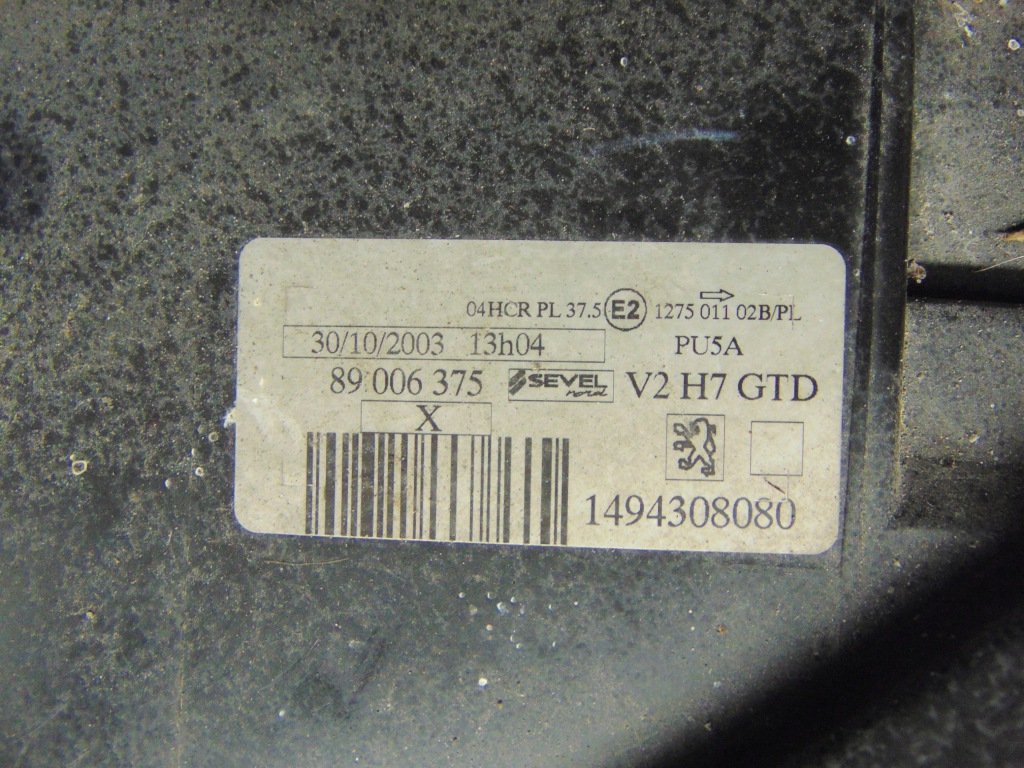 04HCR PL 37.5 E2 1275 011 02B/PL
30/10/2003 13h04 PU5A
89 006 375 SEVEL nord V2 H7 GTD
X
1494308080